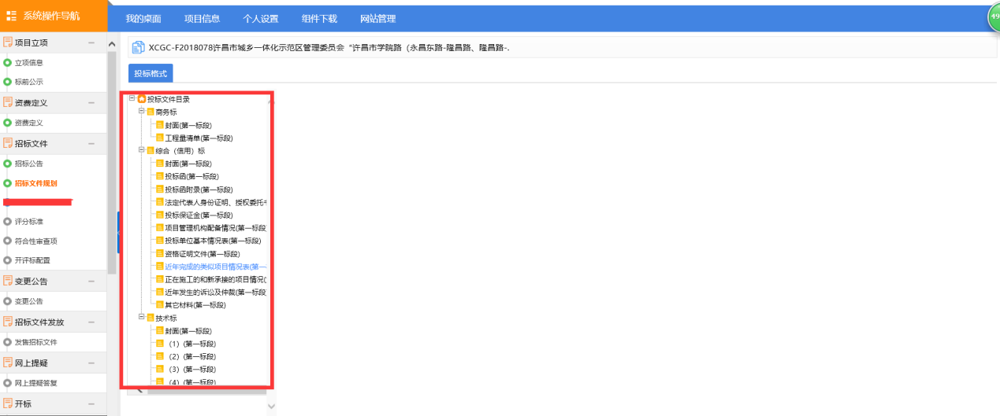 系统操作导航
我的桌面 项目信息 个人设置 组件下载 网站管理
49
项目立项
立项信息
标前公示
资费定义
资费定义
招标文件
招标公告
招标文件规划
评分标准
符合性审查项
开评标配置
变更公告
变更公告
招标文件发放
发售招标文件
网上提疑
网上提疑答复
开标
XCGC-F2018078许昌市城乡一体化示范区管理委员会“许昌市学院路（永昌东路-隆昌路、隆昌路-.
投标格式
投标文件目录
商务标
封面(第一标段)
工程量清单(第一标段)
综合（信用）标
封面(第一标段)
投标函(第一标段)
投标函附录(第一标段)
法定代表人身份证明、授权委托
投标保证金(第一标段)
项目管理机构配备情况(第一标段
投标单位基本情况表(第一标段)
资格证明文件(第一标段)
近年完成的类似项目情况表(第一
正在施工的和新承接的项目情况(
近年发生的诉讼及仲裁(第一标段
其它材料(第一标段)
技术标
封面(第一标段)
（1）(第一标段)
（2）(第一标段)
（3）(第一标段)
（4）(第一标段)